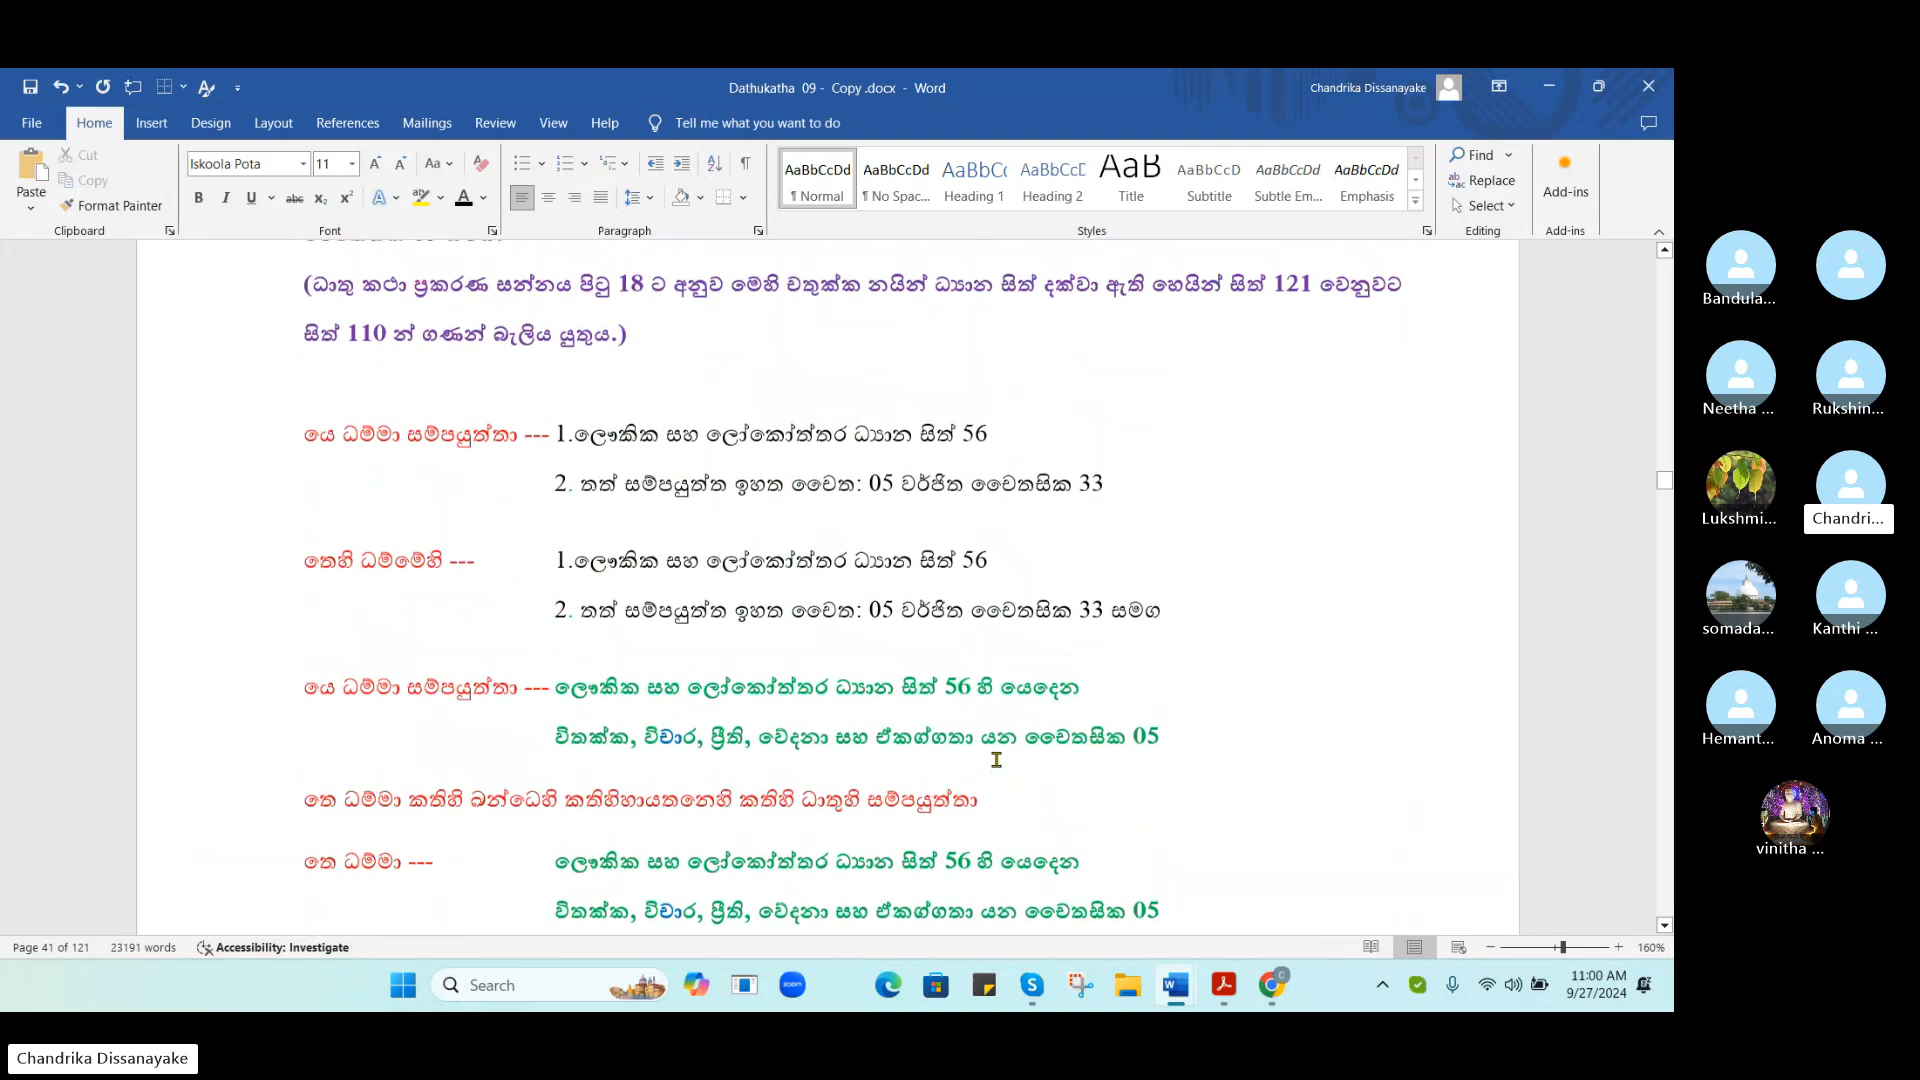 Dathukatha 09 - Copy .docx - Word
Chandrika Dissanayake
File Home Insert Design Layout References Mailings Review View Help Tell me what you want to do
Cut
Copy
Format Painter
Paste
Clipboard
Iskoola Pota 11
Font
Paragraph
AaBbCcDd AaBbCcDd AaBbCc AaBbCcC AaB AaBbCcD AaBbCcDd AaBbCcDd
¶ Normal ¶ No Spac... Heading 1 Heading 2 Title Subtitle Subtle Em... Emphasis
Styles
Find
Replace
Select
Editing
Add-ins
Add-ins
(ධාතු කථා ප්‍රකරණ සන්නය පිටු 18 ට අනුව මෙහි චතුක්ක නයින් ධ්‍යාන සිත් දක්වා ඇති හෙයින් සිත් 121 වෙනුවට
සිත් 110 න් ගණන් බැලිය යුතුය.)
යෙ ධම්මා සම්පයුත්තා --- 1.ලෞකික සහ ලෝකෝත්තර ධ්‍යාන සිත් 56
2. තත් සම්පයුත්ත ඉහත චෛත: 05 වර්ජිත චෛතසික 33
තෙහි ධම්මේහි --- 1.ලෞකික සහ ලෝකෝත්තර ධ්‍යාන සිත් 56
2. තත් සම්පයුත්ත ඉහත චෛත: 05 වර්ජිත චෛතසික 33 සමග
යෙ ධම්මා සම්පයුත්තා --- ලෞකික සහ ලෝකෝත්තර ධ්‍යාන සිත් 56 හි යෙදෙන
විතක්ක, විචාර, ප්‍රීති, වේදනා සහ ඒකග්ගතා යන චෛතසික 05
තෙ ධම්මා කතිහි ඛන්ධෙහි කතිහිහායතනෙහි කතිහි ධාතුහි සම්පයුත්තා
තෙ ධම්මා --- ලෞකික සහ ලෝකෝත්තර ධ්‍යාන සිත් 56 හි යෙදෙන
විතක්ක, විචාර, ප්‍රීති, වේදනා සහ ඒකග්ගතා යන චෛතසික 05
Page 41 of 121 23191 words Accessibility: Investigate 160%
Search
zoom
11:00 AM
9/27/2024
Bandula...
Neetha ... Rukshin...
Lukshmi... Chandri...
somada... Kanthi ...
Hemant... Anoma ...
vinitha ...
Chandrika Dissanayake